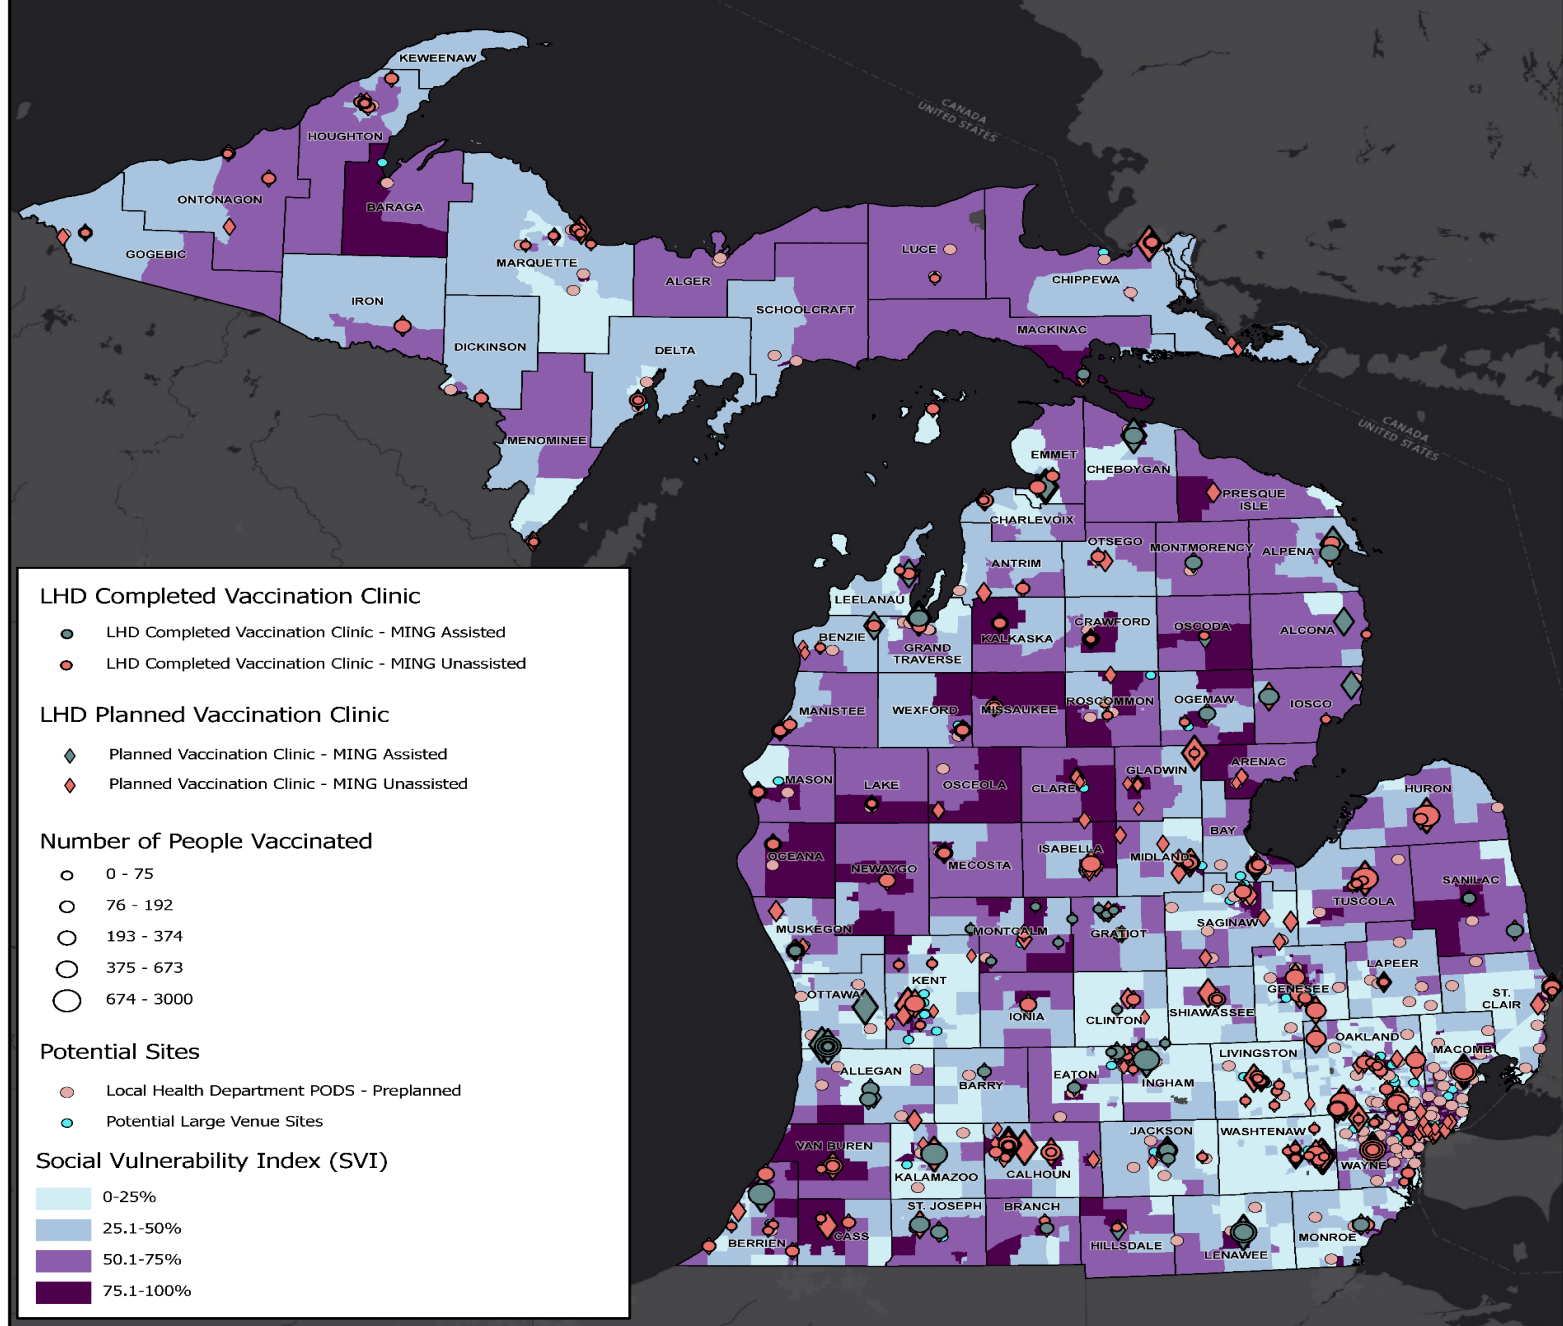 KEWEENAW
CANADA
UNITED STATES
HOUGHTON
ONTONAGON
BARAGA
GOGEBIC
MARQUETTE
LUCE
ALGER
CHIPPEWA
IRON
SCHOOLCRAFT
MACKINAC
DICKINSON
DELTA
MENOMINEE
CANADA
UNITED STATES
EMMET
CHEBOYGAN
PRESQUE
ISLE
CHARLEVOIX
OTSEGO
MONTMORENCY
ALPENA
ANTRIM
LEELANAU
BENZIE
GRAND
TRAVERSE
KALKASKA
CRAWFORD
OSCODA
ALCONA
MANISTEE
WEXFORD
MISSAUKEE
ROSCOMMON
OGEMAW
IOSCO
MASON
LAKE
OSCEOLA
CLARE
GLADWIN
ARENAC
HURON
OCEANA
NEWAYGO
MECOSTA
ISABELLA
MIDLAND
BAY
TUSCOLA
SANILAC
MUSKEGON
MONTCALM
GRATIOT
SAGINAW
LAPEER
ST.
CLAIR
OTTAWA
KENT
IONIA
CLINTON
SHIAWASSEE
GENESEE
OAKLAND
MACOMB
ALLEGAN
BARRY
EATON
INGHAM
LIVINGSTON
VAN BUREN
KALAMAZOO
CALHOUN
JACKSON
WASHTENAW
WAYNE
BERRIEN
CASS
ST. JOSEPH
BRANCH
HILLSDALE
LENAWEE
MONROE
LHD Completed Vaccination Clinic
LHD Completed Vaccination Clinic - MING Assisted
LHD Completed Vaccination Clinic - MING Unassisted
LHD Planned Vaccination Clinic
Planned Vaccination Clinic - MING Assisted
Planned Vaccination Clinic - MING Unassisted
Number of People Vaccinated
0 - 75
76 - 192
193 - 374
375 - 673
674 - 3000
Potential Sites
Local Health Department PODS - Preplanned
Potential Large Venue Sites
Social Vulnerability Index (SVI)
0-25%
25.1-50%
50.1-75%
75.1-100%